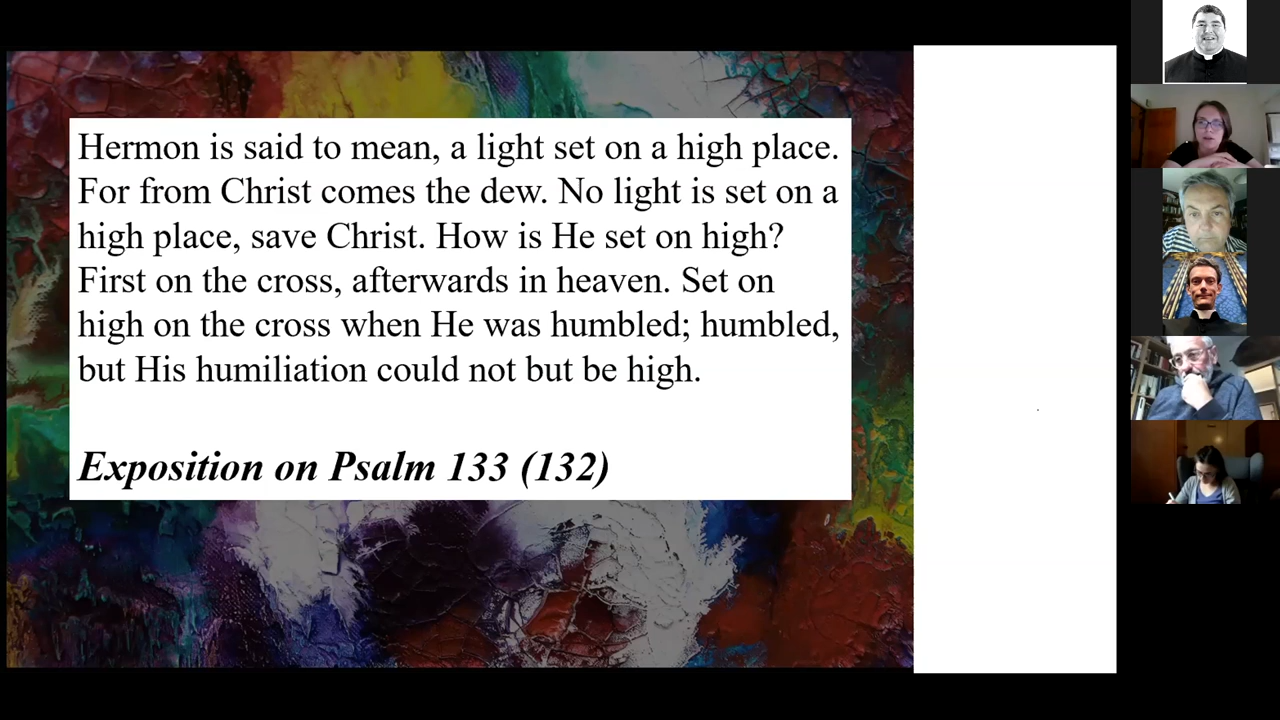 Hermon is said to mean, a light set on a high place.
For from Christ comes the dew. No light is set on a
high place, save Christ. How is He set on high?
First on the cross, afterwards in heaven. Set on
high on the cross when He was humbled; humbled,
but His humiliation could not but be high.
Exposition on Psalm 133 (132)